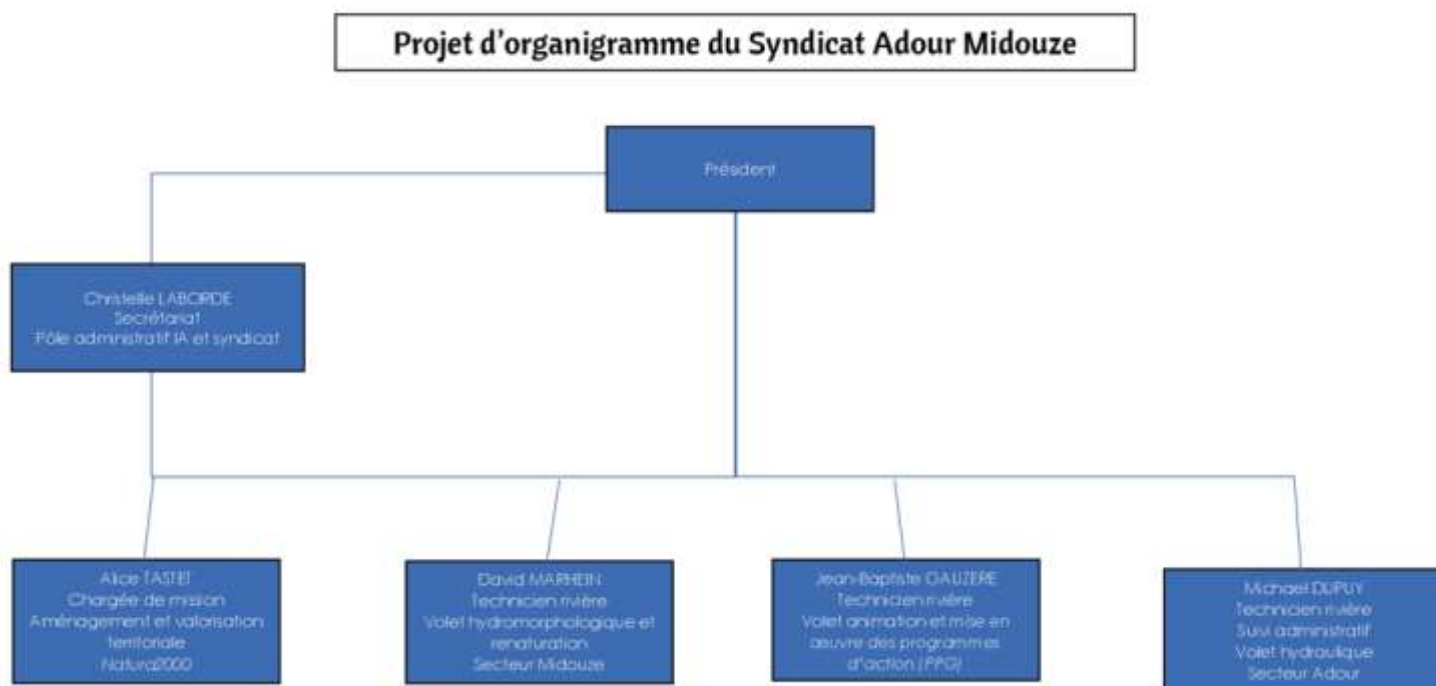 Projet d'organigramme du Syndicat Adour Midouze
Président
Christelle LABORDE
Secrétariat
Pôle administratif IA et syndicat
Alice TASTET
Chargée de mission
Aménagement et valorisation
territoriale
Natura2000
David MARHEIN
Technicien rivière
Volet hydromorphologique et
renaturation
Secteur Midouze
Jean-Baptiste GAUZERE
Technicien rivière
Volet animation et mise en
œuvre des programmes
d'action (PPG)
Michael DUPUY
Technicien rivière
Suivi administratif
Volet hydraulique
Secteur Adour